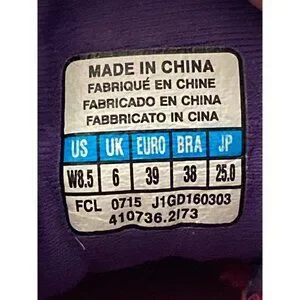 MADE IN CHINA
FABRIQUÉ EN CHINE
FABRICADO EN CHINA
FABBRICATO IN CINA
US UK EURO BRA JP
W8.5 6 39 38 25.0
FCL 0715 J1GD160303
410736.2/73